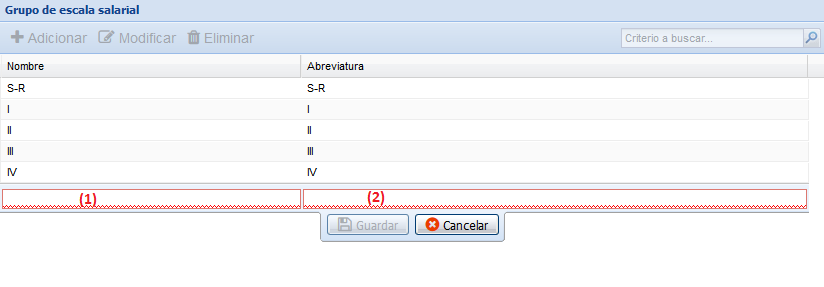 Grupo de escala salarial
Adicionar Modificar Eliminar Criterio a buscar...
Nombre Abreviatura
S-R S-R
I I
II II
III III
IV IV
(1) (2)
Guardar Cancelar